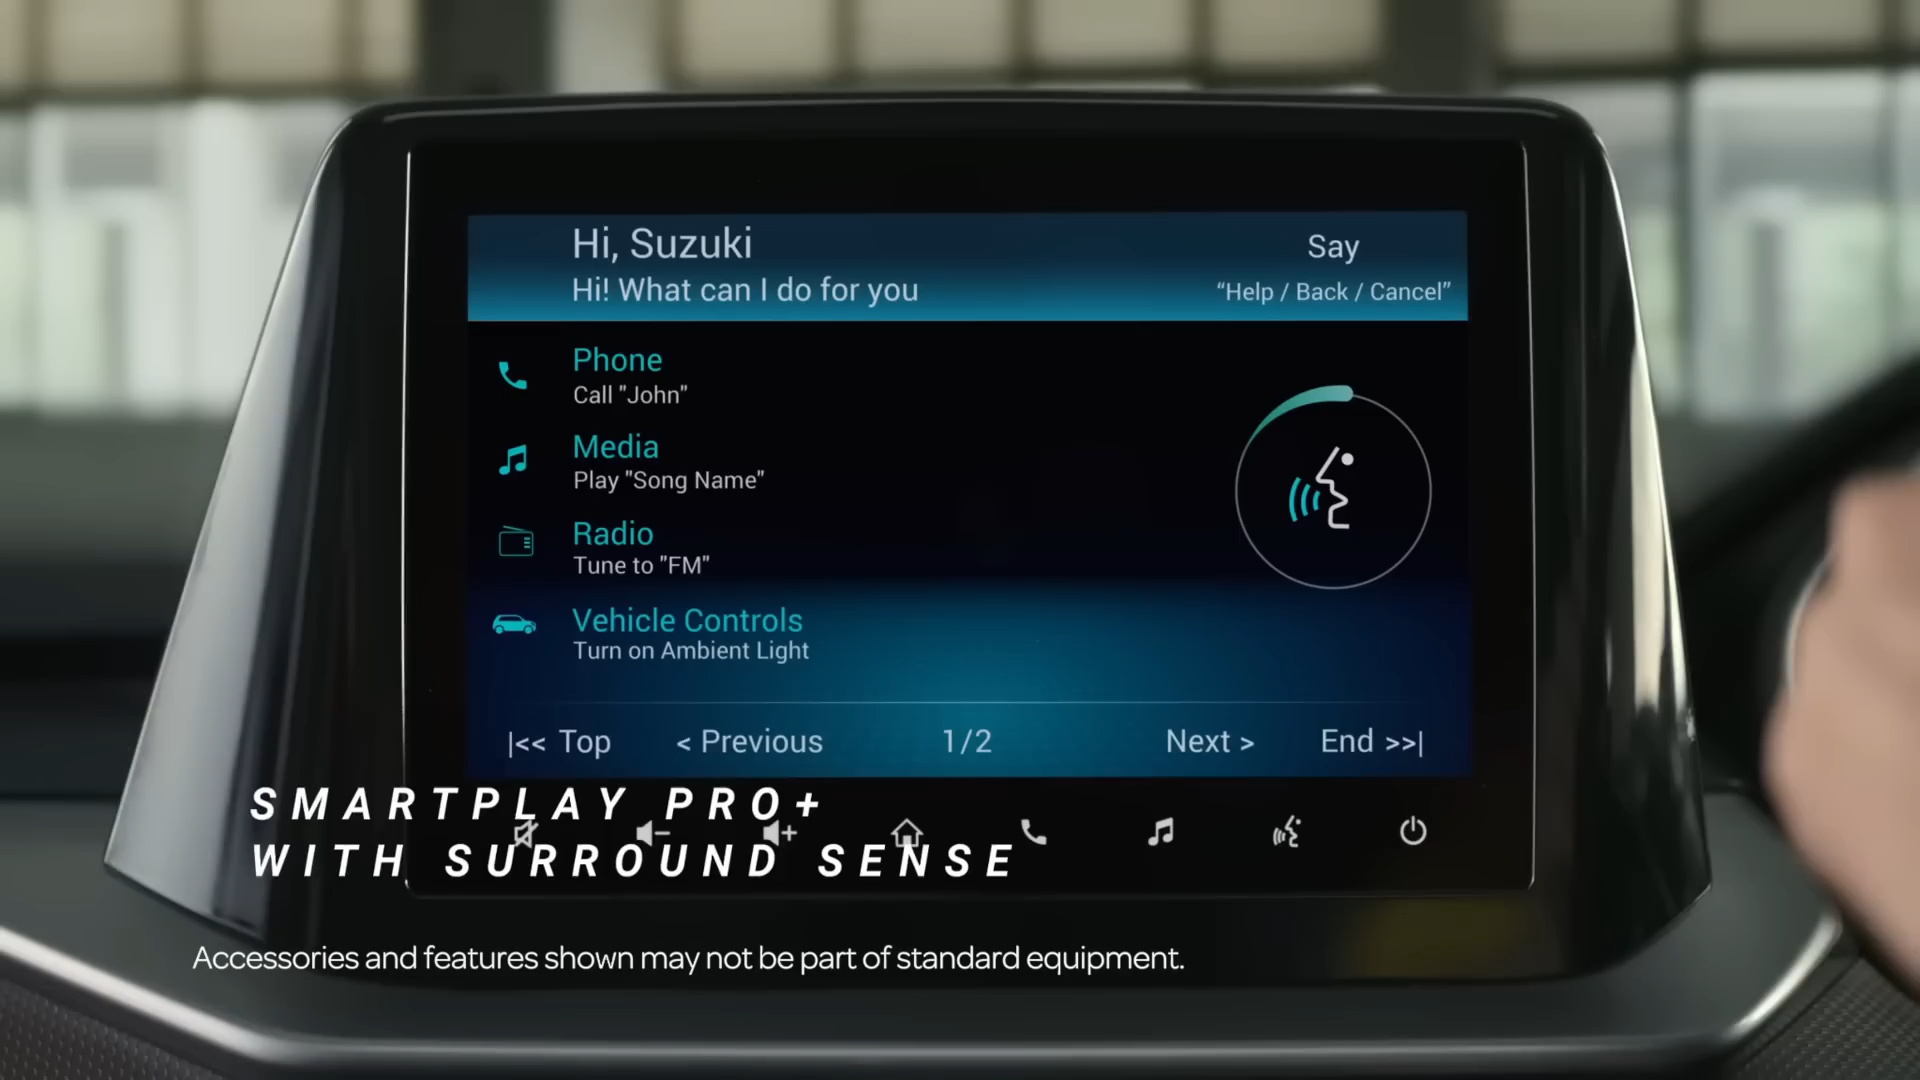 Hi, Suzuki
Hi! What can I do for you
Say
“Help / Back / Cancel”
Phone
Call "John"
Media
Play "Song Name"
Radio
Tune to "FM"
Vehicle Controls
Turn on Ambient Light
|<< Top < Previous 1/2 Next > End >>|
SMARTPLAY PRO+
WITH SURROUND SENSE
Accessories and features shown may not be part of standard equipment.